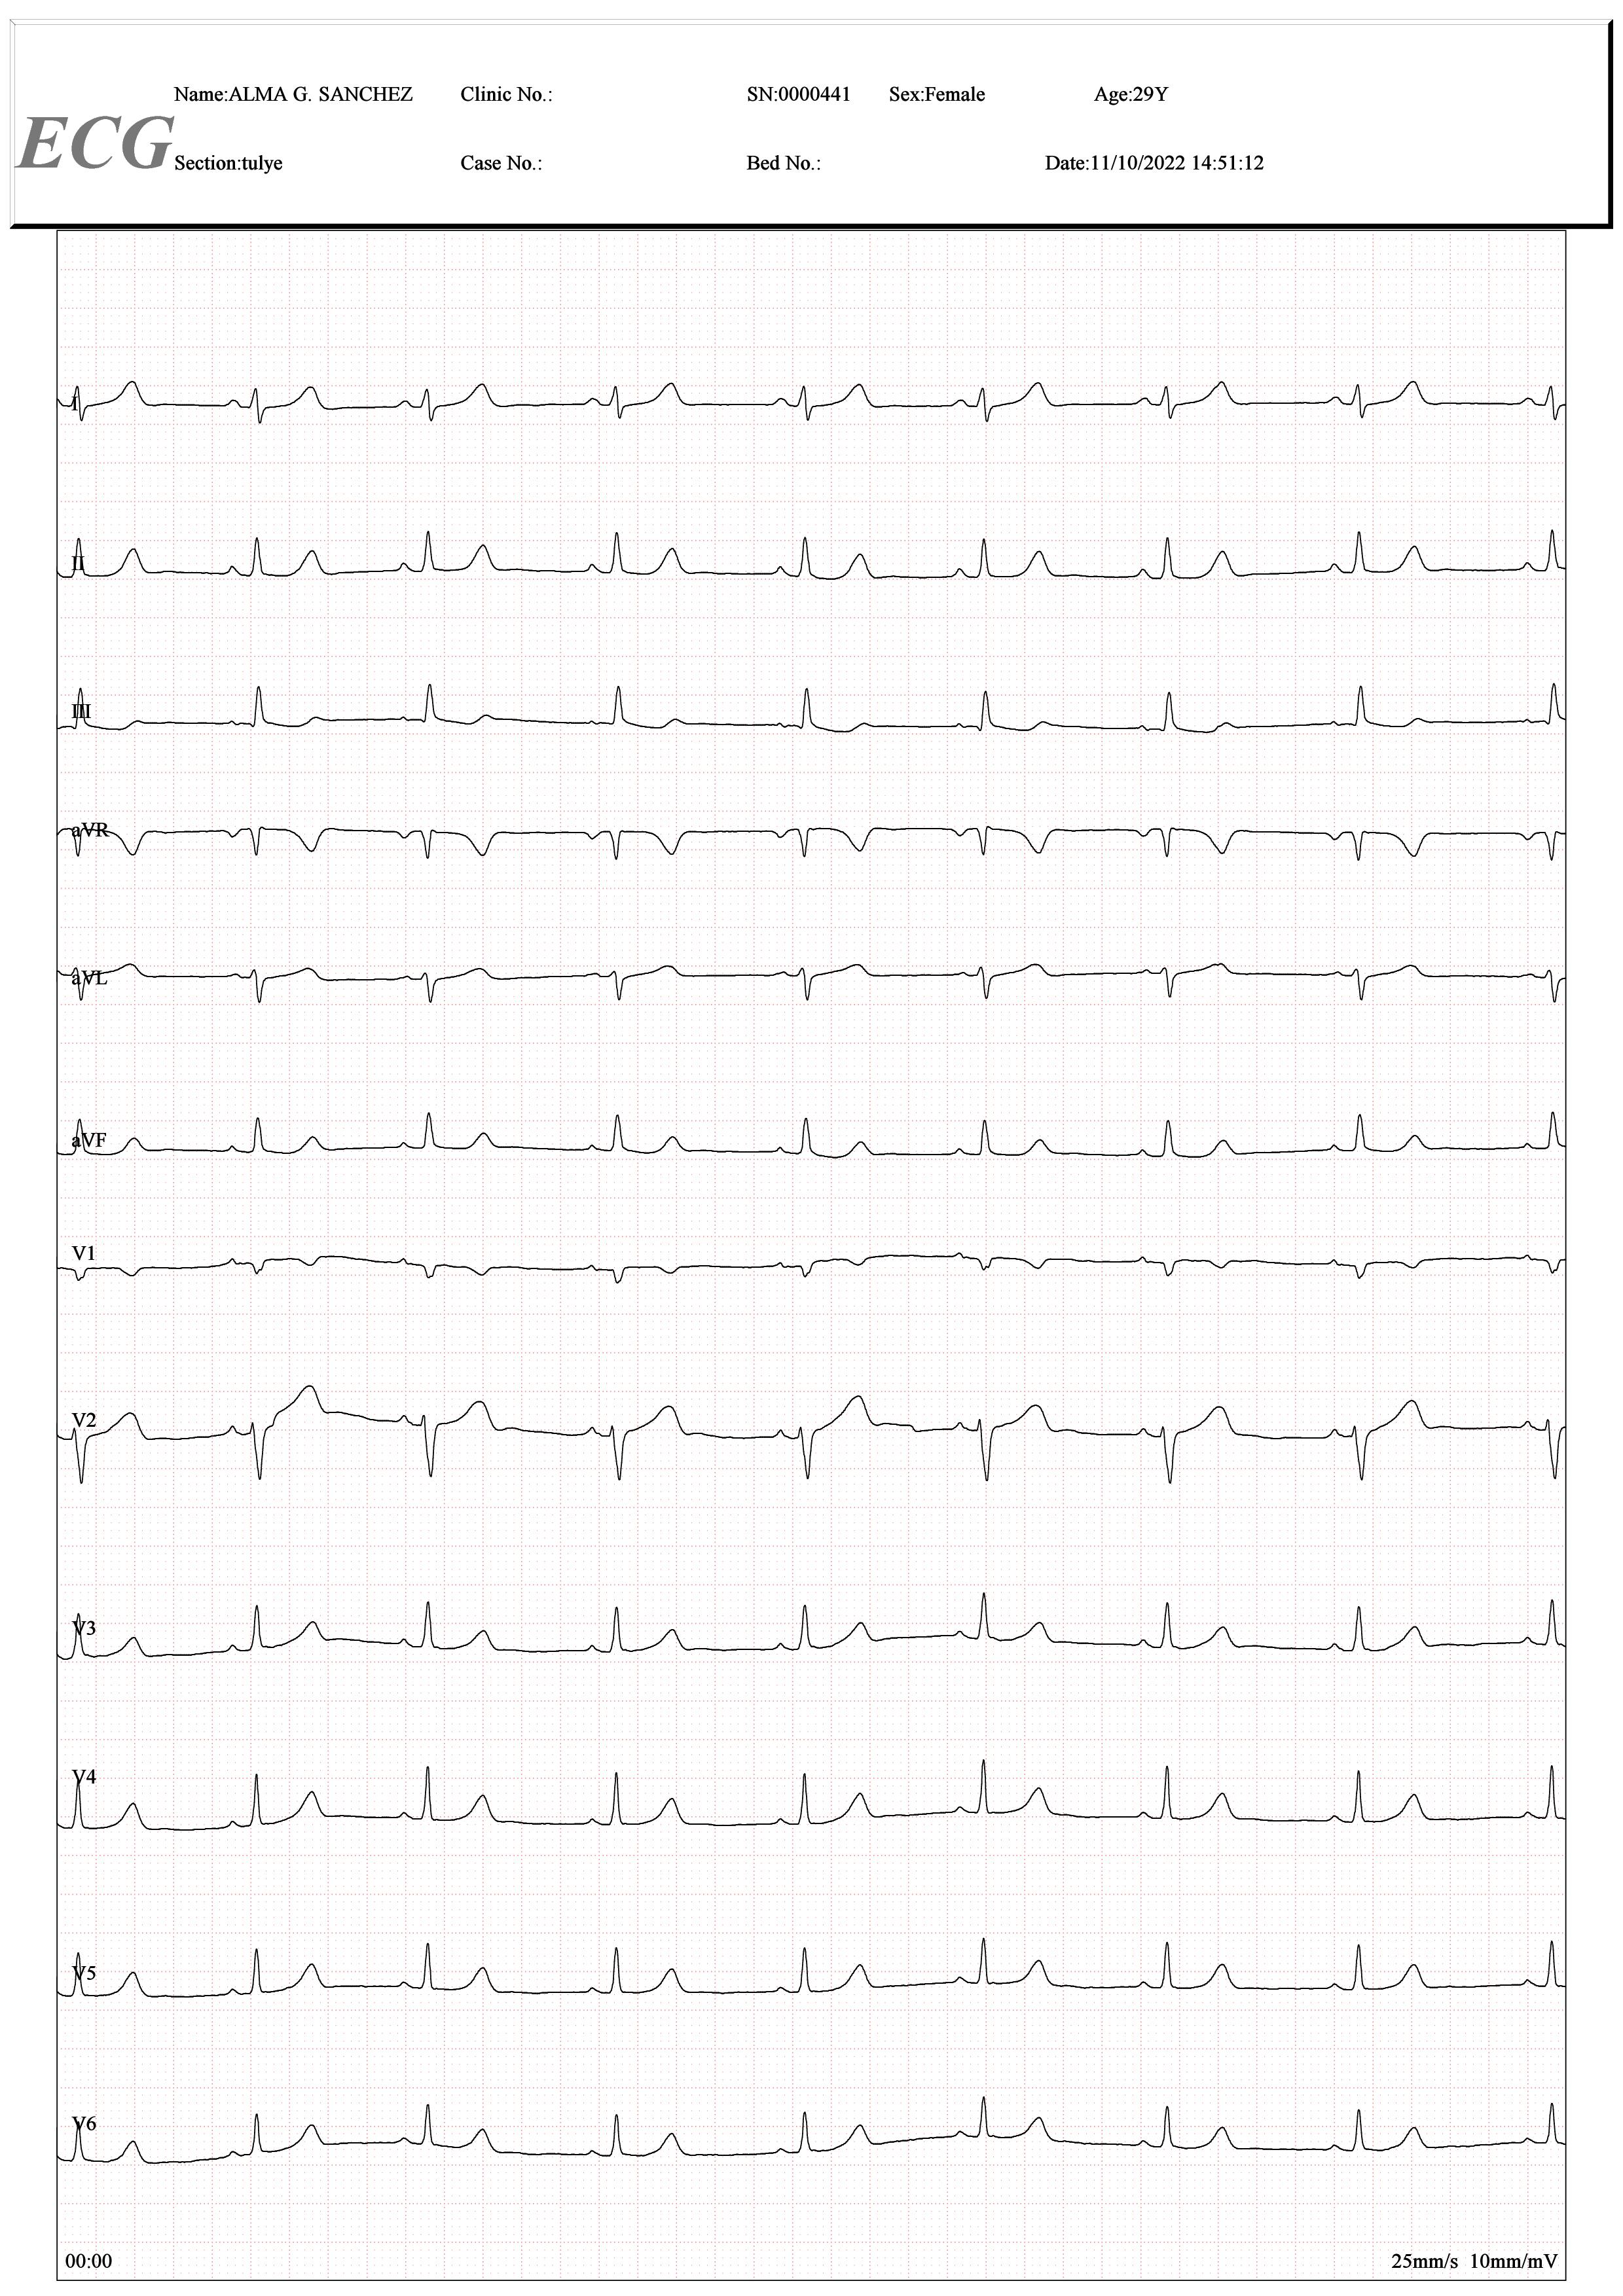 Name:ALMA G. SANCHEZ Clinic No.: SN:0000441 Sex:Female Age:29Y
ECG
Section:tulye Case No.: Bed No.: Date:11/10/2022 14:51:12
I
II
III
aVR
aVL
aVF
V1
V2
V3
V4
V5
V6
00:00 25mm/s 10mm/mV